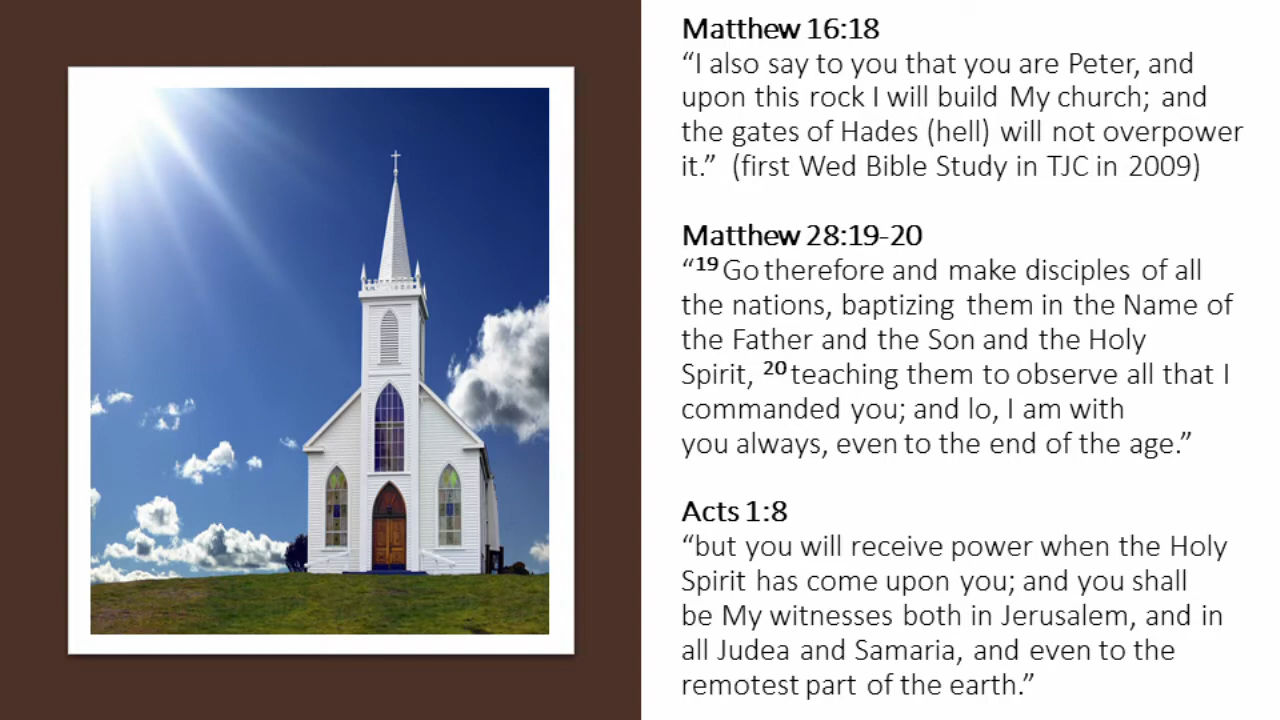 Matthew 16:18
“I also say to you that you are Peter, and
upon this rock I will build My church; and
the gates of Hades (hell) will not overpower
it.” (first Wed Bible Study in TJC in 2009)
Matthew 28:19-20
“19 Go therefore and make disciples of all
the nations, baptizing them in the Name of
the Father and the Son and the Holy
Spirit, 20 teaching them to observe all that I
commanded you; and lo, I am with
you always, even to the end of the age.”
Acts 1:8
“but you will receive power when the Holy
Spirit has come upon you; and you shall
be My witnesses both in Jerusalem, and in
all Judea and Samaria, and even to the
remotest part of the earth.”